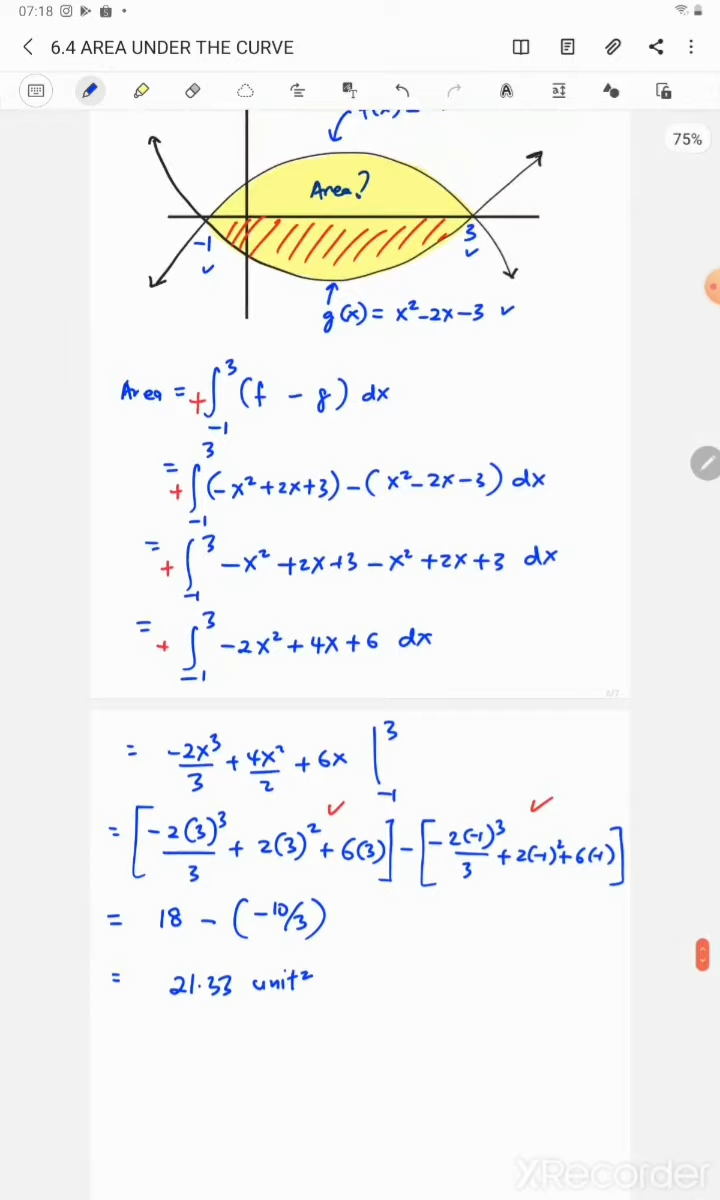 07:18
6.4 AREA UNDER THE CURVE
75%
Area?
-1
3
g(x) = x²-2x-3
Area = +∫₋₁³ (f - g) dx
= +∫₋₁³ (-x²+2x+3) - (x²-2x-3) dx
= +∫₋₁³ -x² +2x+3 -x² +2x+3 dx
= +∫₋₁³ -2x² + 4x + 6 dx
= -2x³/3 + 4x²/2 + 6x |₋₁³
= [-2(3)³/3 + 2(3)² + 6(3)] - [-2(-1)³/3 + 2(-1)² + 6(-1)]
= 18 - (-10/3)
= 21.33 unit²
XRecorder